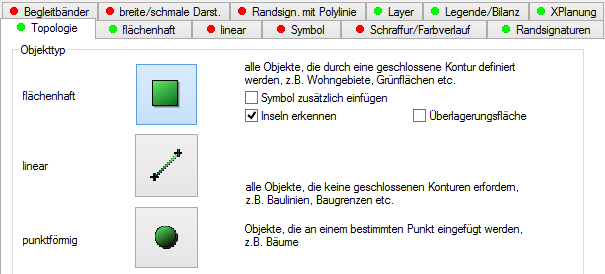 Begleitbänder breite/schmale Darst. Randsign. mit Polylinie Layer Legende/Bilanz XPlanung
Topologie flächenhaft linear Symbol Schraffur/Farbverlauf Randsignaturen
Objekttyp
flächenhaft
alle Objekte, die durch eine geschlossene Kontur definiert
werden, z.B. Wohngebiete, Grünflächen etc.
Symbol zusätzlich einfügen
Inseln erkennen Überlagerungsfläche
linear
alle Objekte, die keine geschlossenen Konturen erfordern,
z.B. Baulinien, Baugrenzen etc.
punktförmig
Objekte, die an einem bestimmten Punkt eingefügt werden,
z.B. Bäume